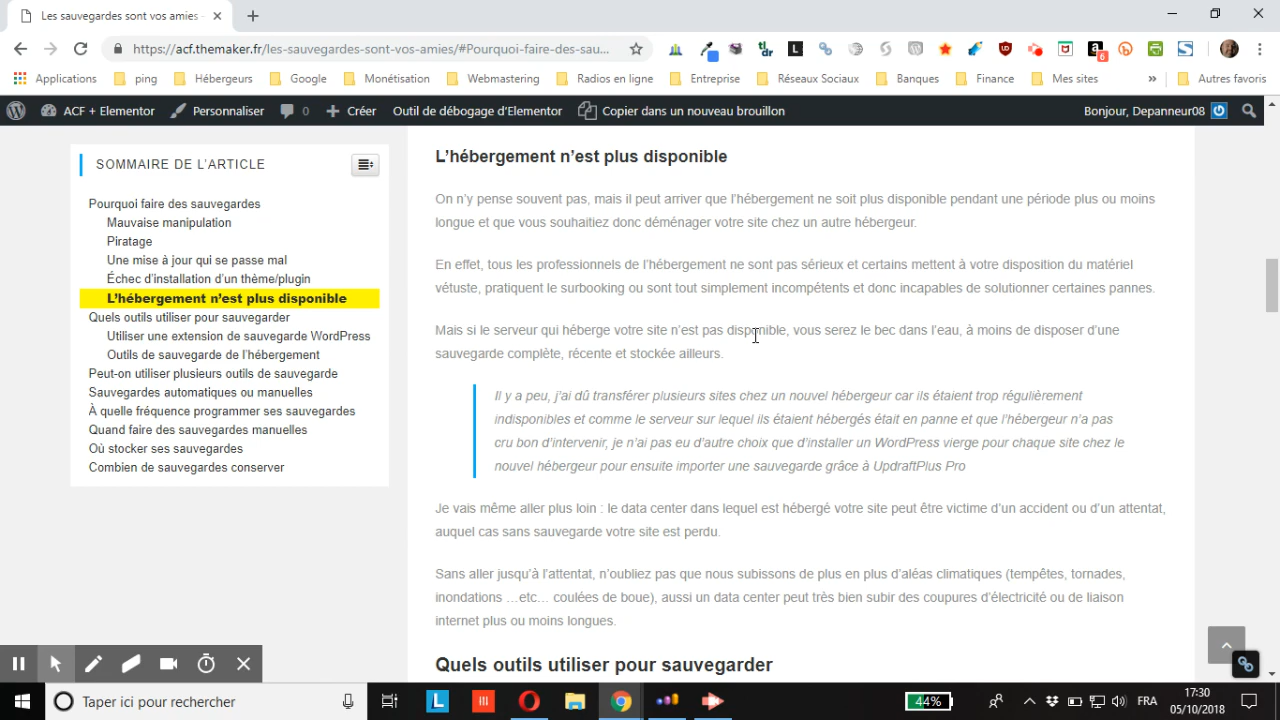 Les sauvegardes sont vos amies -
https://acf.themaker.fr/les-sauvegardes-sont-vos-amies/#Pourquoi-faire-des-sau...
Applications
ping
Hébergeurs
Google
Monétisation
Webmastering
Radios en ligne
Entreprise
Réseaux Sociaux
Banques
Finance
Mes sites
»
Autres favoris
ACF + Elementor
Personnaliser
0
Créer
Outil de débogage d'Elementor
Copier dans un nouveau brouillon
Bonjour, Depanneur08
SOMMAIRE DE L'ARTICLE
Pourquoi faire des sauvegardes
Mauvaise manipulation
Piratage
Une mise à jour qui se passe mal
Échec d'installation d'un thème/plugin
L'hébergement n'est plus disponible
Quels outils utiliser pour sauvegarder
Utiliser une extension de sauvegarde WordPress
Outils de sauvegarde de l'hébergement
Peut-on utiliser plusieurs outils de sauvegarde
Sauvegardes automatiques ou manuelles
À quelle fréquence programmer ses sauvegardes
Quand faire des sauvegardes manuelles
Où stocker ses sauvegardes
Combien de sauvegardes conserver
L'hébergement n'est plus disponible
On n'y pense souvent pas, mais il peut arriver que l'hébergement ne soit plus disponible pendant une période plus ou moins
longue et que vous souhaitiez donc déménager votre site chez un autre hébergeur.
En effet, tous les professionnels de l'hébergement ne sont pas sérieux et certains mettent à votre disposition du matériel
vétuste, pratiquent le surbooking ou sont tout simplement incompétents et donc incapables de solutionner certaines pannes.
Mais si le serveur qui héberge votre site n'est pas disponible, vous serez le bec dans l'eau, à moins de disposer d'une
sauvegarde complète, récente et stockée ailleurs.
Il y a peu, j'ai dû transférer plusieurs sites chez un nouvel hébergeur car ils étaient trop régulièrement
indisponibles et comme le serveur sur lequel ils étaient hébergés était en panne et que l'hébergeur n'a pas
cru bon d'intervenir, je n'ai pas eu d'autre choix que d'installer un WordPress vierge pour chaque site chez le
nouvel hébergeur pour ensuite importer une sauvegarde grâce à UpdraftPlus Pro
Je vais même aller plus loin : le data center dans lequel est hébergé votre site peut être victime d'un accident ou d'un attentat,
auquel cas sans sauvegarde votre site est perdu.
Sans aller jusqu'à l'attentat, n'oubliez pas que nous subissons de plus en plus d'aléas climatiques (tempêtes, tornades,
inondations …etc… coulées de boue), aussi un data center peut très bien subir des coupures d'électricité ou de liaison
internet plus ou moins longues.
Quels outils utiliser pour sauvegarder
Taper ici pour rechercher
L
44%
FRA
17:30
05/10/2018